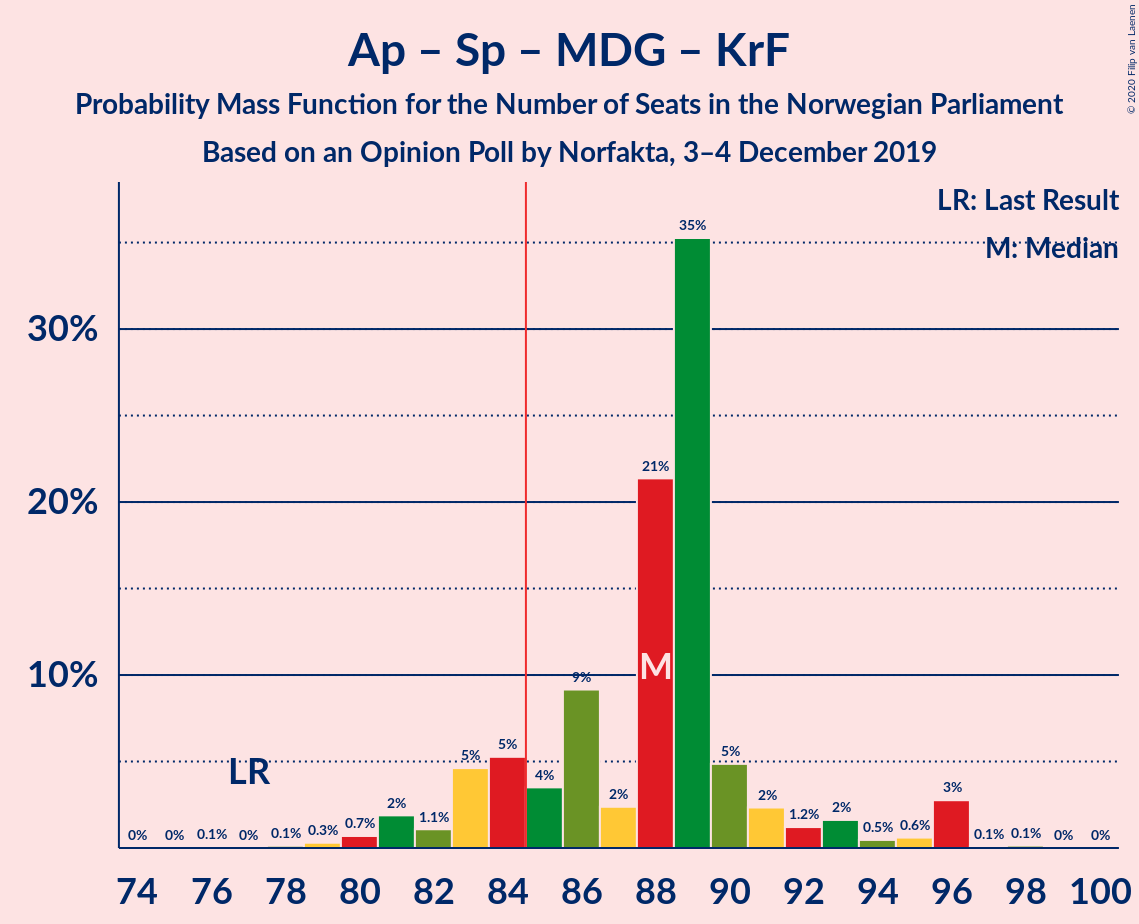 Ap – Sp – MDG – KrF
Probability Mass Function for the Number of Seats in the Norwegian Parliament
Based on an Opinion Poll by Norfakta, 3–4 December 2019
© 2020 Filip van Laenen
LR: Last Result
M: Median
30%
20%
10%
LR
M
0% 0% 0.1% 0% 0.1% 0.3% 0.7% 2% 1.1% 5% 5% 4% 9% 2% 21% 35% 5% 2% 1.2% 2% 0.5% 0.6% 3% 0.1% 0.1% 0% 0%
74 76 78 80 82 84 86 88 90 92 94 96 98 100